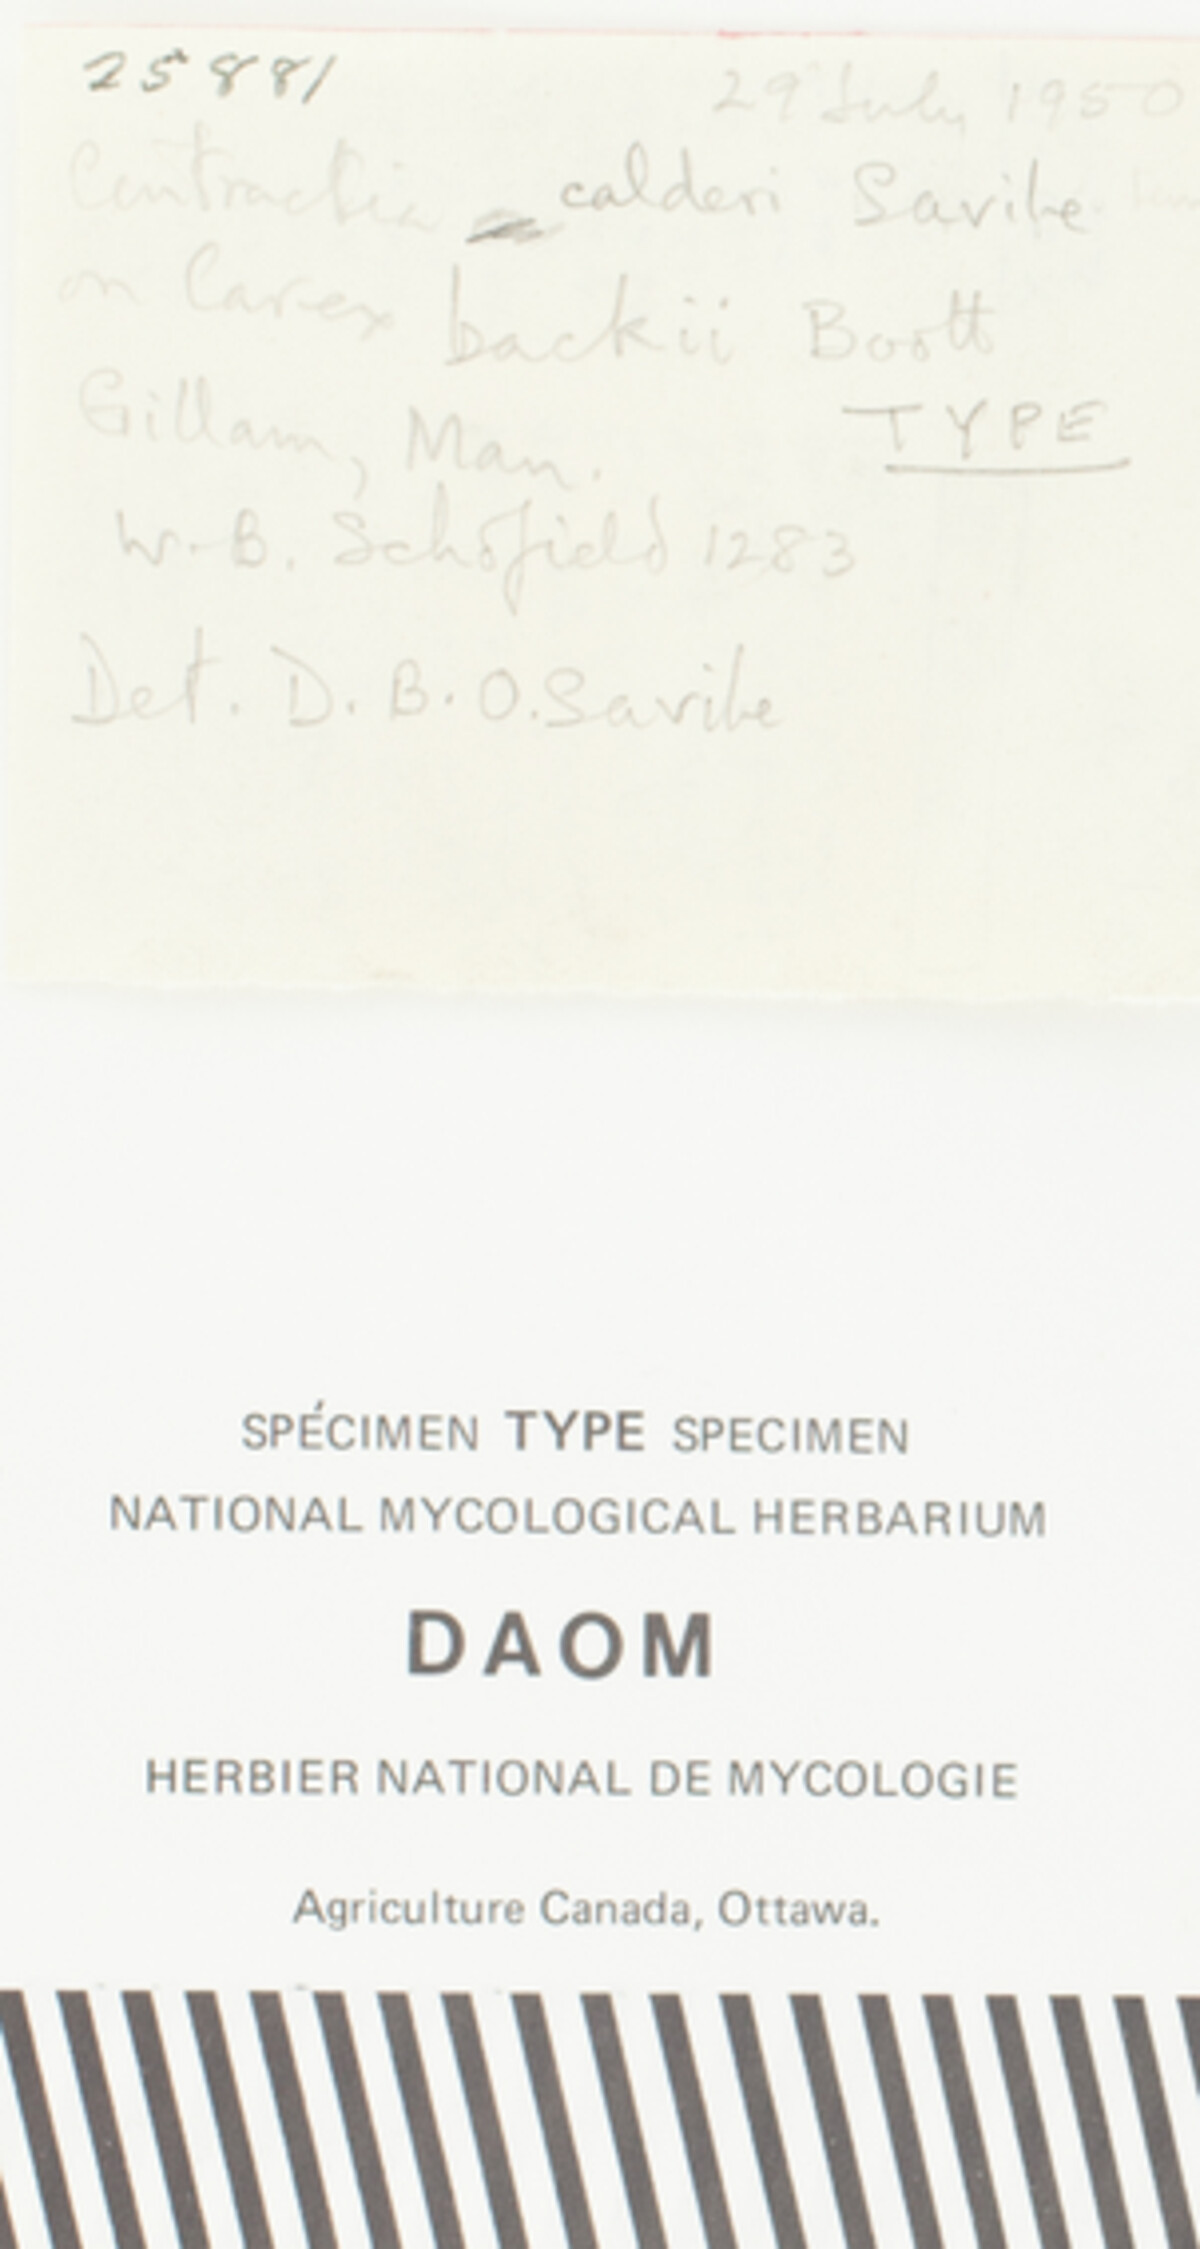 25881 29 July 1950
Cintractia calderi Savile
on Carex backii Boott
Gillam, Man. TYPE
W.B. Schofield 1283
Det. D.B.O. Savile
SPÉCIMEN TYPE SPECIMEN
NATIONAL MYCOLOGICAL HERBARIUM
DAOM
HERBIER NATIONAL DE MYCOLOGIE
Agriculture Canada, Ottawa.